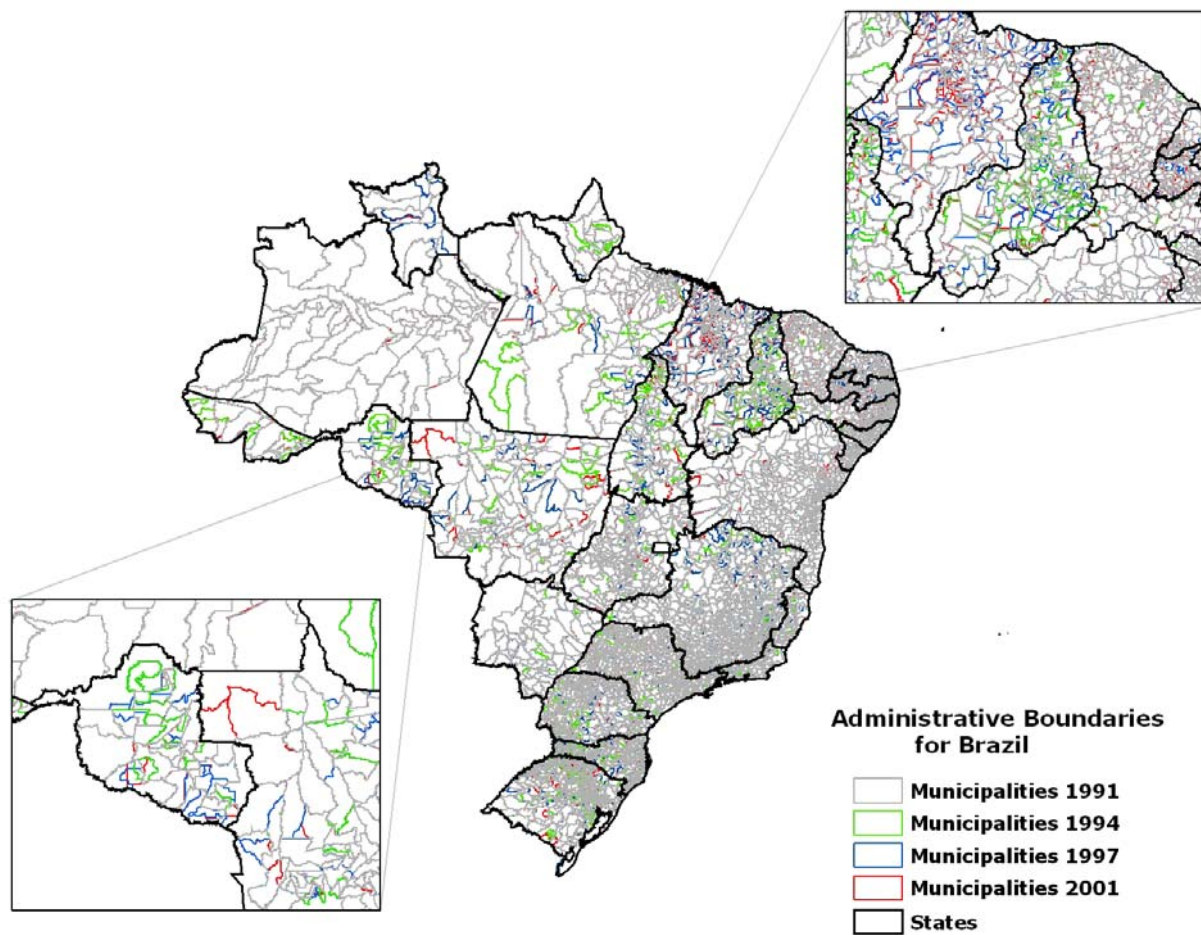 Administrative Boundaries
for Brazil
Municipalities 1991
Municipalities 1994
Municipalities 1997
Municipalities 2001
States